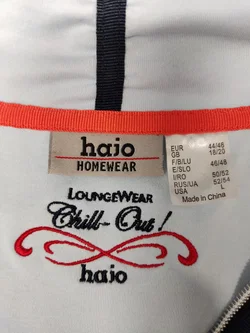 hajo
HOMEWEAR
EUR 44/46
GB 18/20
F/B/LU 46/48
E/SLO 46/48
I/RO 50/52
RUS/UA 52/54
USA L
Made in China
LOUNGEWEAR
Chill-Out!
hajo